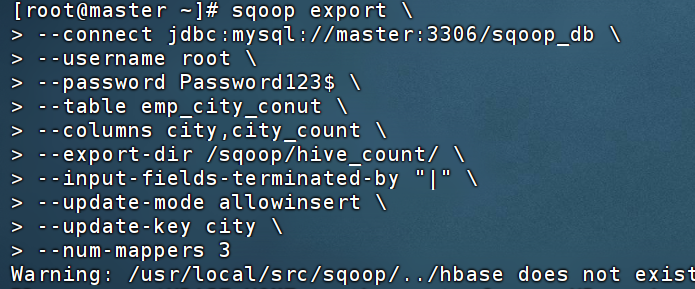 [root@master ~]# sqoop export \
> --connect jdbc:mysql://master:3306/sqoop_db \
> --username root \
> --password Password123$ \
> --table emp_city_conut \
> --columns city,city_count \
> --export-dir /sqoop/hive_count/ \
> --input-fields-terminated-by "|" \
> --update-mode allowinsert \
> --update-key city \
> --num-mappers 3
Warning: /usr/local/src/sqoop/../hbase does not exist